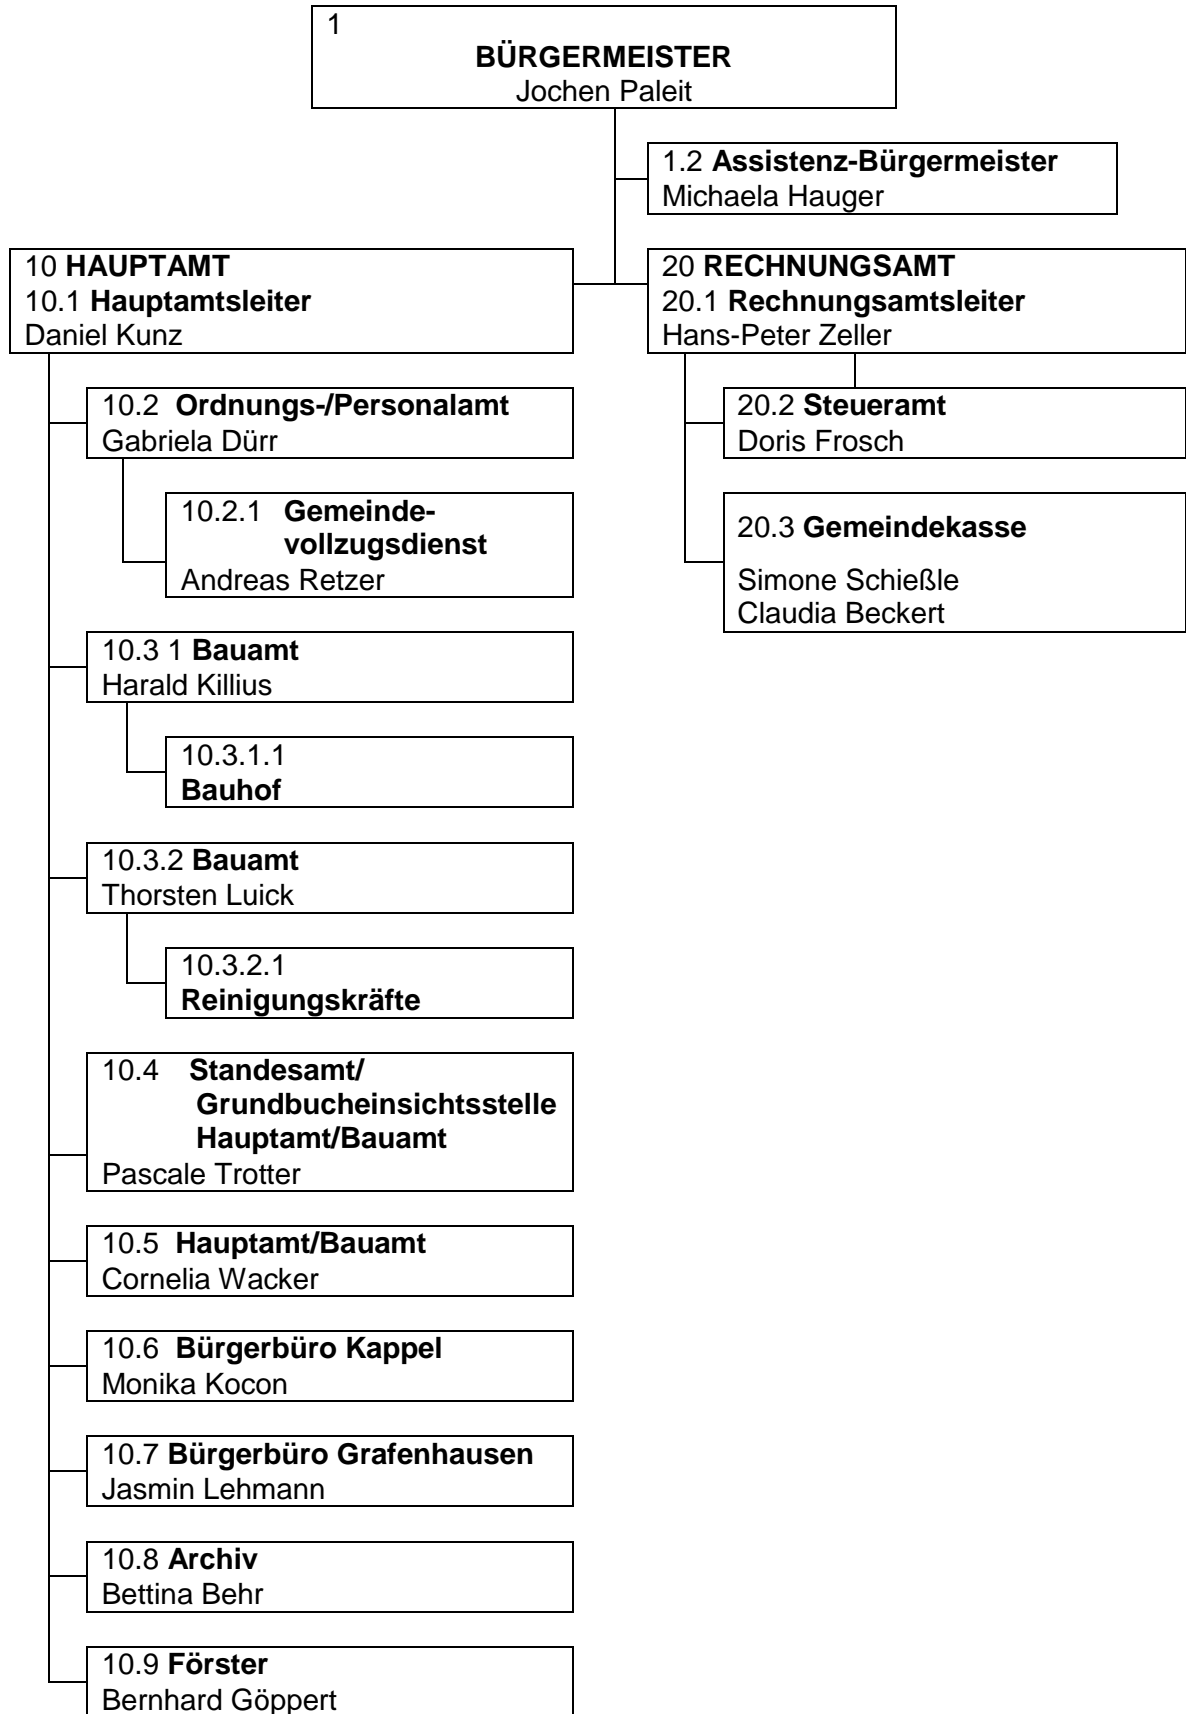 1
BÜRGERMEISTER
Jochen Paleit
1.2 Assistenz-Bürgermeister
Michaela Hauger
10 HAUPTAMT
10.1 Hauptamtsleiter
Daniel Kunz
20 RECHNUNGSAMT
20.1 Rechnungsamtsleiter
Hans-Peter Zeller
10.2 Ordnungs-/Personalamt
Gabriela Dürr
20.2 Steueramt
Doris Frosch
10.2.1 Gemeinde-
vollzugsdienst
Andreas Retzer
20.3 Gemeindekasse
Simone Schießle
Claudia Beckert
10.3 1 Bauamt
Harald Killius
10.3.1.1
Bauhof
10.3.2 Bauamt
Thorsten Luick
10.3.2.1
Reinigungskräfte
10.4 Standesamt/
Grundbucheinsichtsstelle
Hauptamt/Bauamt
Pascale Trotter
10.5 Hauptamt/Bauamt
Cornelia Wacker
10.6 Bürgerbüro Kappel
Monika Kocon
10.7 Bürgerbüro Grafenhausen
Jasmin Lehmann
10.8 Archiv
Bettina Behr
10.9 Förster
Bernhard Göppert